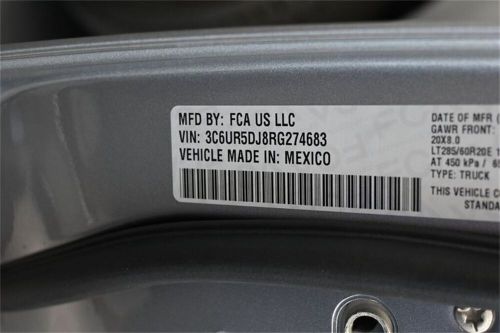 MFD BY: FCA US LLC
VIN: 3C6UR5DJ8RG274683
VEHICLE MADE IN: MEXICO
DATE OF MFR
GAWR FRONT:
20X8.0
LT285/60R20E
AT 450 kPa /
TYPE: TRUCK
THIS VEHICLE